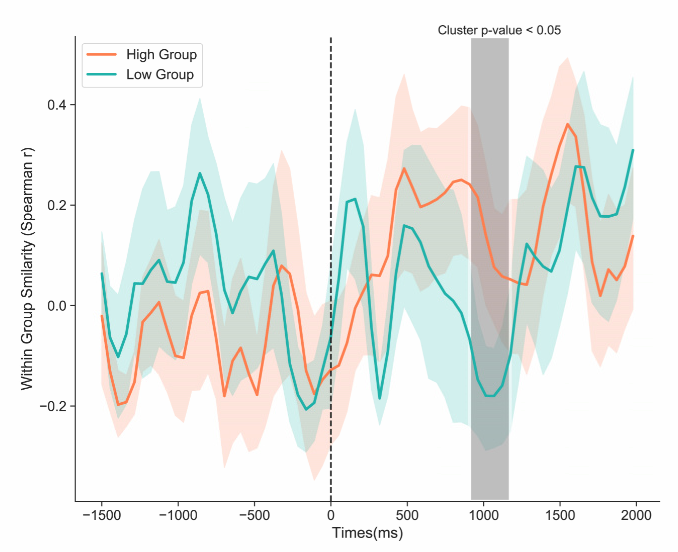 Cluster p-value < 0.05
High Group
Low Group
Within Group Smilarity (Spearman r)
0.4
0.2
0.0
−0.2
−1500 −1000 −500 0 500 1000 1500 2000
Times(ms)